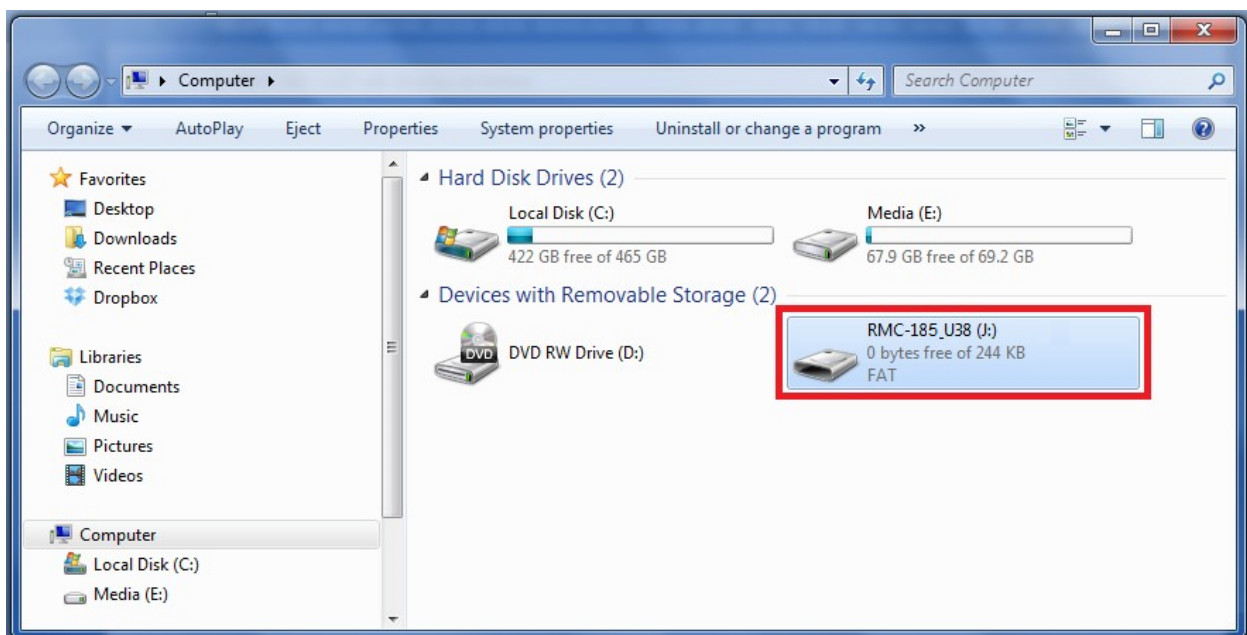 Computer
Search Computer
Organize AutoPlay Eject Properties System properties Uninstall or change a program »
Favorites
Desktop
Downloads
Recent Places
Dropbox
Libraries
Documents
Music
Pictures
Videos
Computer
Local Disk (C:)
Media (E:)
Hard Disk Drives (2)
Local Disk (C:)
422 GB free of 465 GB
Media (E:)
67.9 GB free of 69.2 GB
Devices with Removable Storage (2)
DVD
DVD RW Drive (D:)
RMC-185_U38 (J:)
0 bytes free of 244 KB
FAT